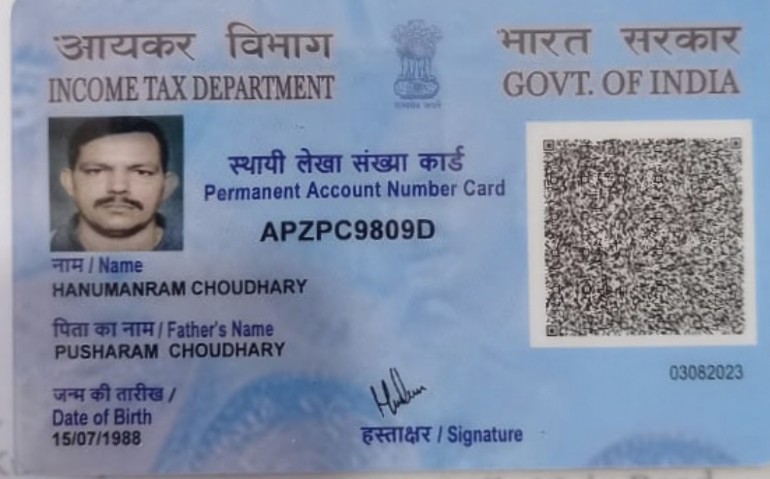 आयकर विभाग
INCOME TAX DEPARTMENT
भारत सरकार
GOVT. OF INDIA
सत्यमेव जयते
स्थायी लेखा संख्या कार्ड
Permanent Account Number Card
APZPC9809D
नाम / Name
HANUMANRAM CHOUDHARY
पिता का नाम / Father's Name
PUSHARAM CHOUDHARY
03082023
जन्म की तारीख /
Date of Birth
15/07/1988
हस्ताक्षर / Signature